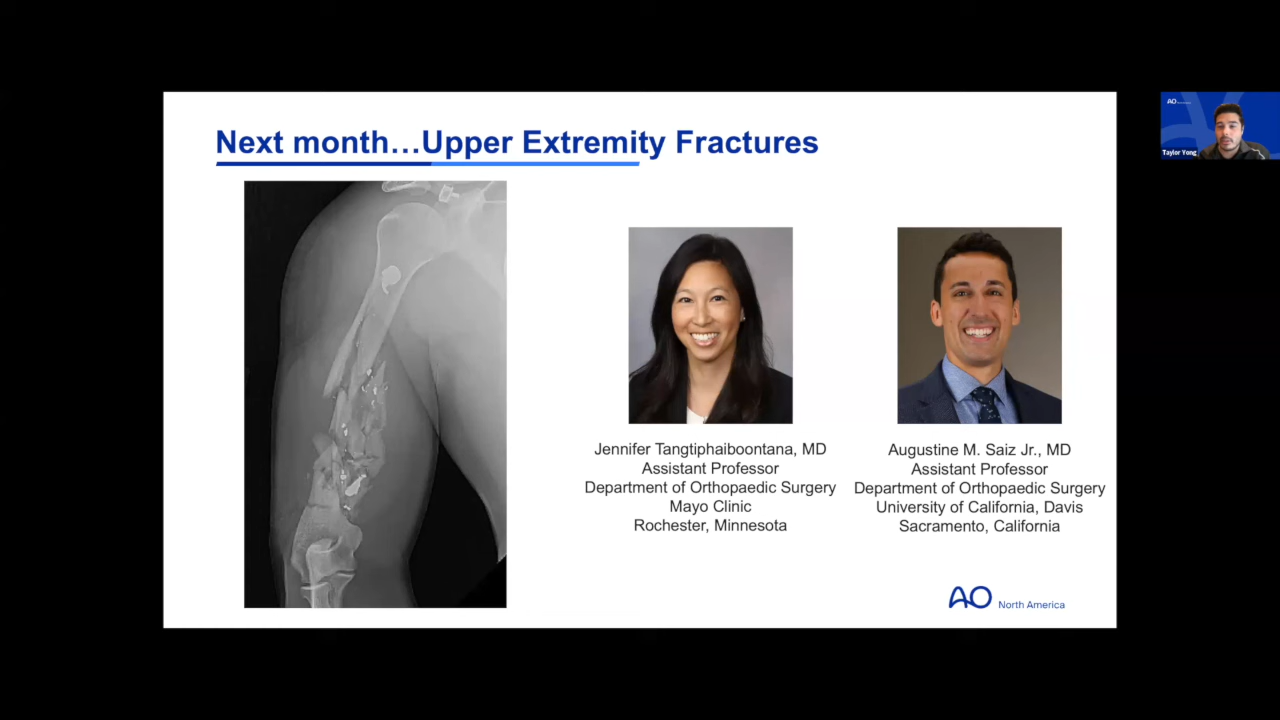 Next month…Upper Extremity Fractures
Jennifer Tangtiphaiboontana, MD
Assistant Professor
Department of Orthopaedic Surgery
Mayo Clinic
Rochester, Minnesota
Augustine M. Saiz Jr., MD
Assistant Professor
Department of Orthopaedic Surgery
University of California, Davis
Sacramento, California
AO North America
AO
Taylor Yong